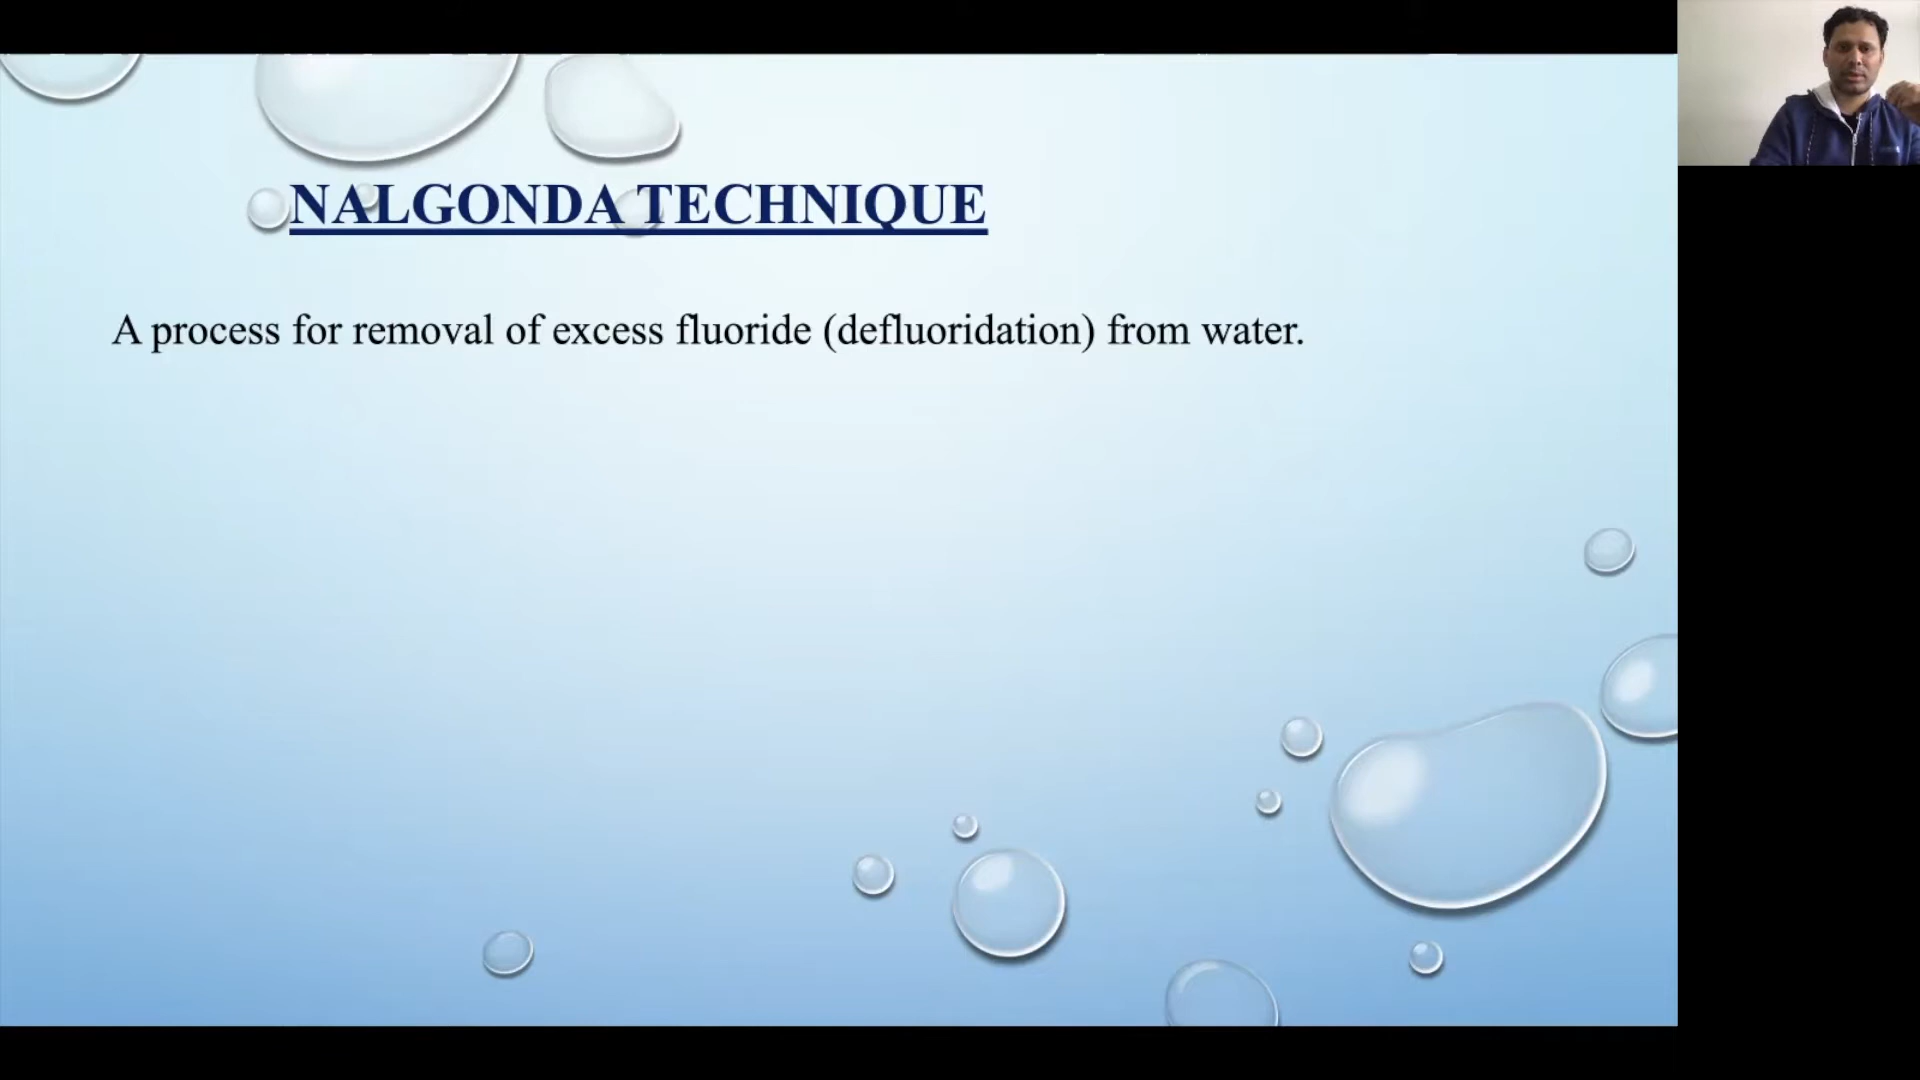 NALGONDA TECHNIQUE
A process for removal of excess fluoride (defluoridation) from water.